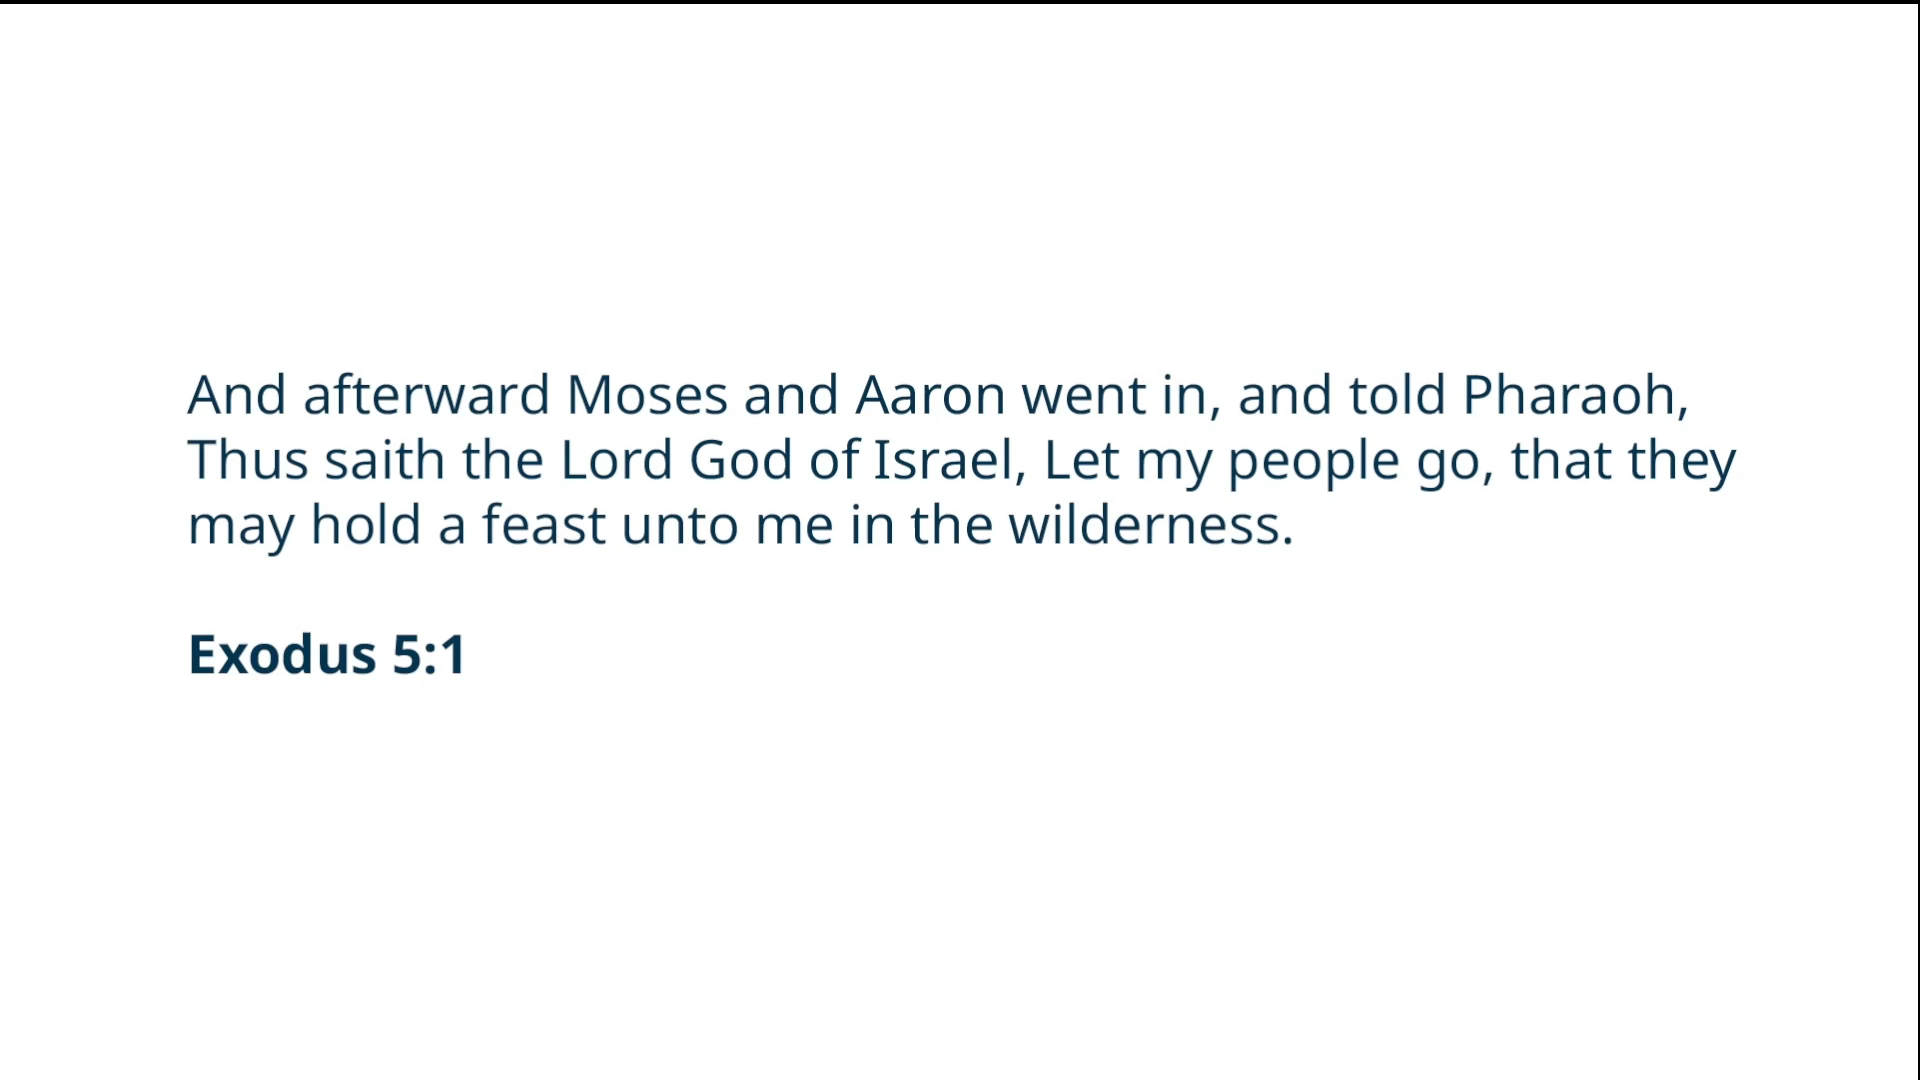 And afterward Moses and Aaron went in, and told Pharaoh,
Thus saith the Lord God of Israel, Let my people go, that they
may hold a feast unto me in the wilderness.
Exodus 5:1